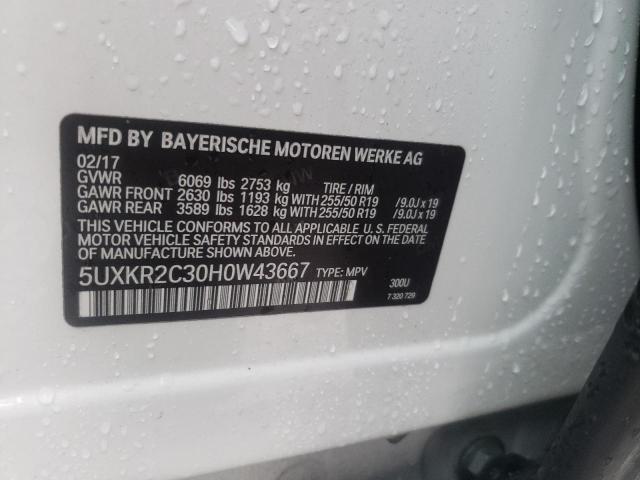 MFD BY BAYERISCHE MOTOREN WERKE AG
02/17
GVWR 6069 lbs 2753 kg TIRE / RIM
GAWR FRONT 2630 lbs 1193 kg WITH 255/50 R19 /9.0J x 19
GAWR REAR 3589 lbs 1628 kg WITH 255/50 R19 /9.0J x 19
THIS VEHICLE CONFORMS TO ALL APPLICABLE U.S. FEDERAL
MOTOR VEHICLE SAFETY STANDARDS IN EFFECT ON THE DATE
OF MANUFACTURE SHOWN ABOVE.
5UXKR2C30H0W43667 TYPE: MPV
300U
7 320 729